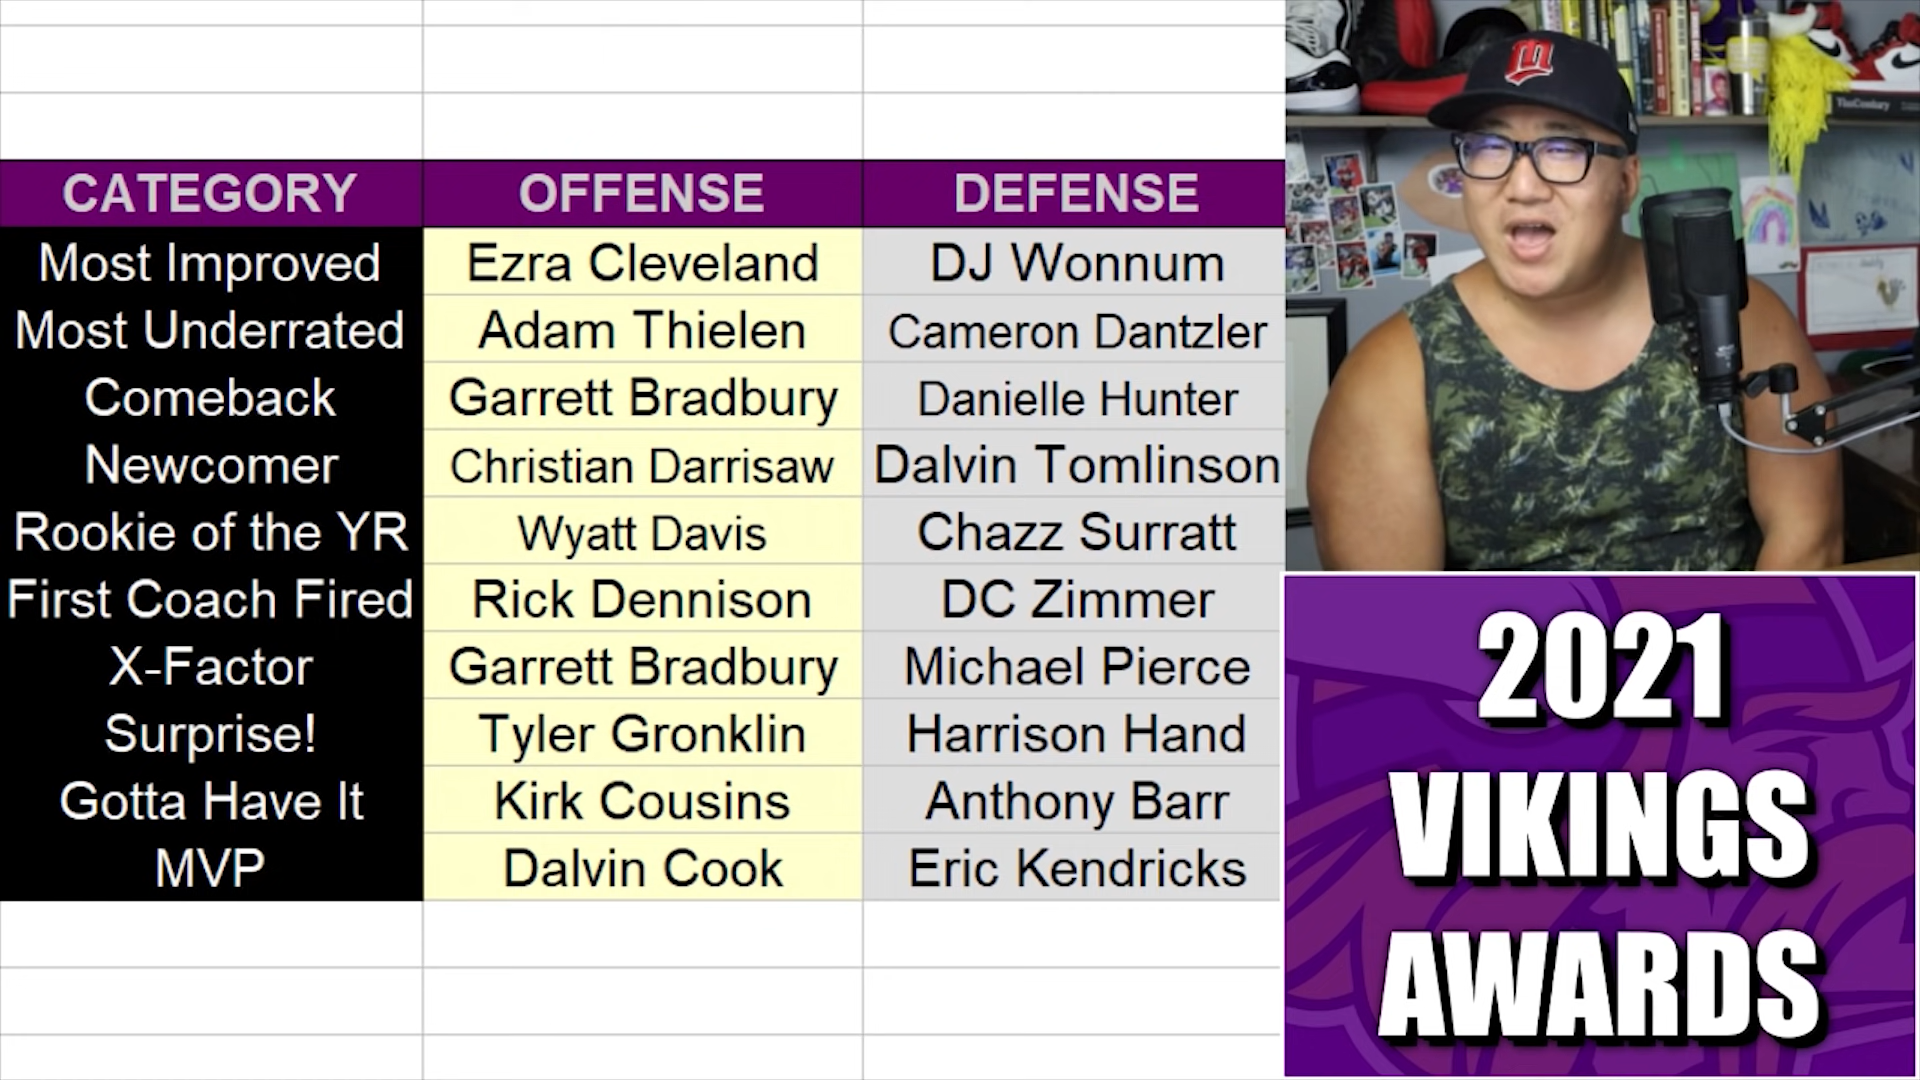 CATEGORY OFFENSE DEFENSE
Most Improved Ezra Cleveland DJ Wonnum
Most Underrated Adam Thielen Cameron Dantzler
Comeback Garrett Bradbury Danielle Hunter
Newcomer Christian Darrisaw Dalvin Tomlinson
Rookie of the YR Wyatt Davis Chazz Surratt
First Coach Fired Rick Dennison DC Zimmer
X-Factor Garrett Bradbury Michael Pierce
Surprise! Tyler Gronklin Harrison Hand
Gotta Have It Kirk Cousins Anthony Barr
MVP Dalvin Cook Eric Kendricks
M
2021
VIKINGS
AWARDS